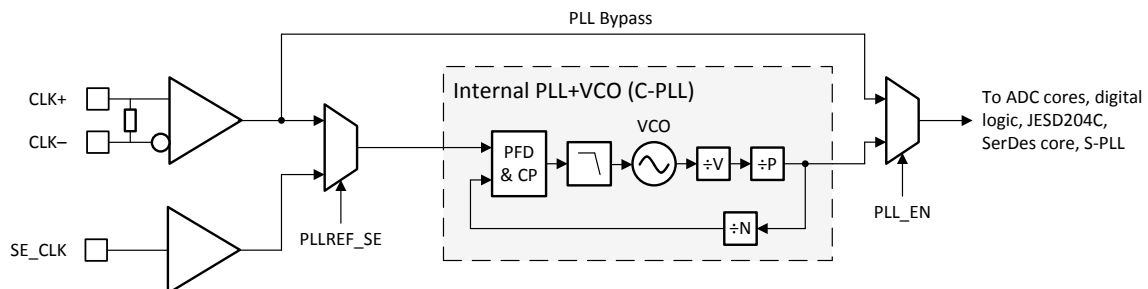 PLL Bypass
CLK+
CLK–
Internal PLL+VCO (C-PLL)
VCO
PFD
& CP
÷V
÷P
÷N
To ADC cores, digital
logic, JESD204C,
SerDes core, S-PLL
PLL_EN
SE_CLK
PLLREF_SE